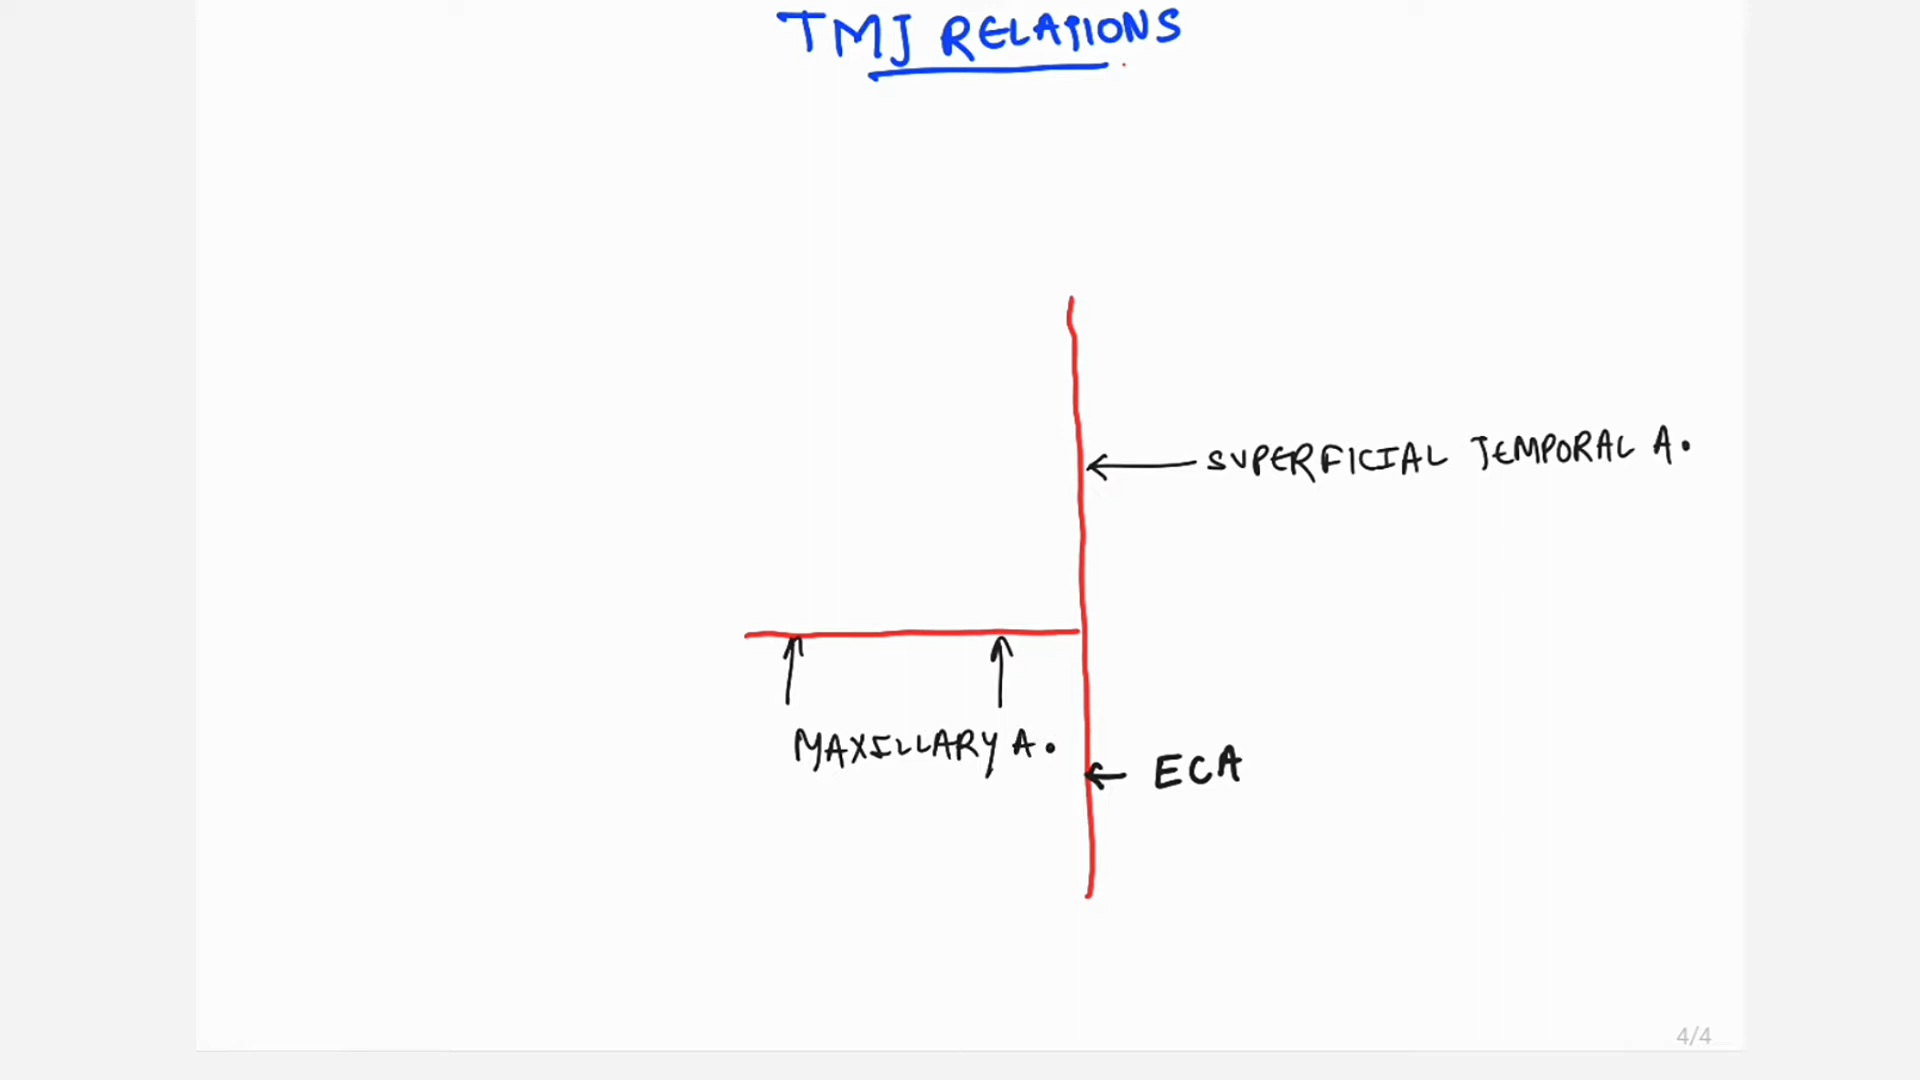 TMJ RELATIONS
SUPERFICIAL TEMPORAL A.
MAXILLARY A.
ECA
4/4